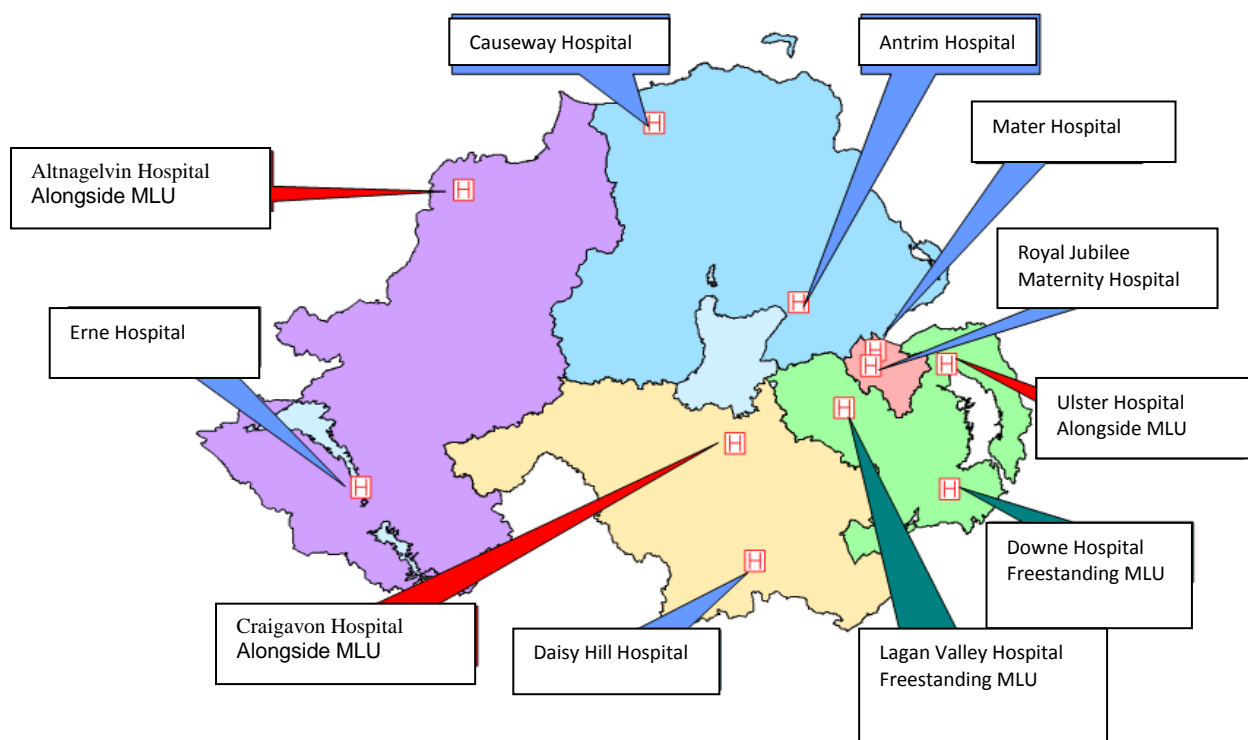 Causeway Hospital
Antrim Hospital
Mater Hospital
Altnagelvin Hospital
Alongside MLU
Royal Jubilee
Maternity Hospital
Erne Hospital
Ulster Hospital
Alongside MLU
Downe Hospital
Freestanding MLU
Craigavon Hospital
Alongside MLU
Daisy Hill Hospital
Lagan Valley Hospital
Freestanding MLU
H
H
H
H
H
H
H
H
H
H